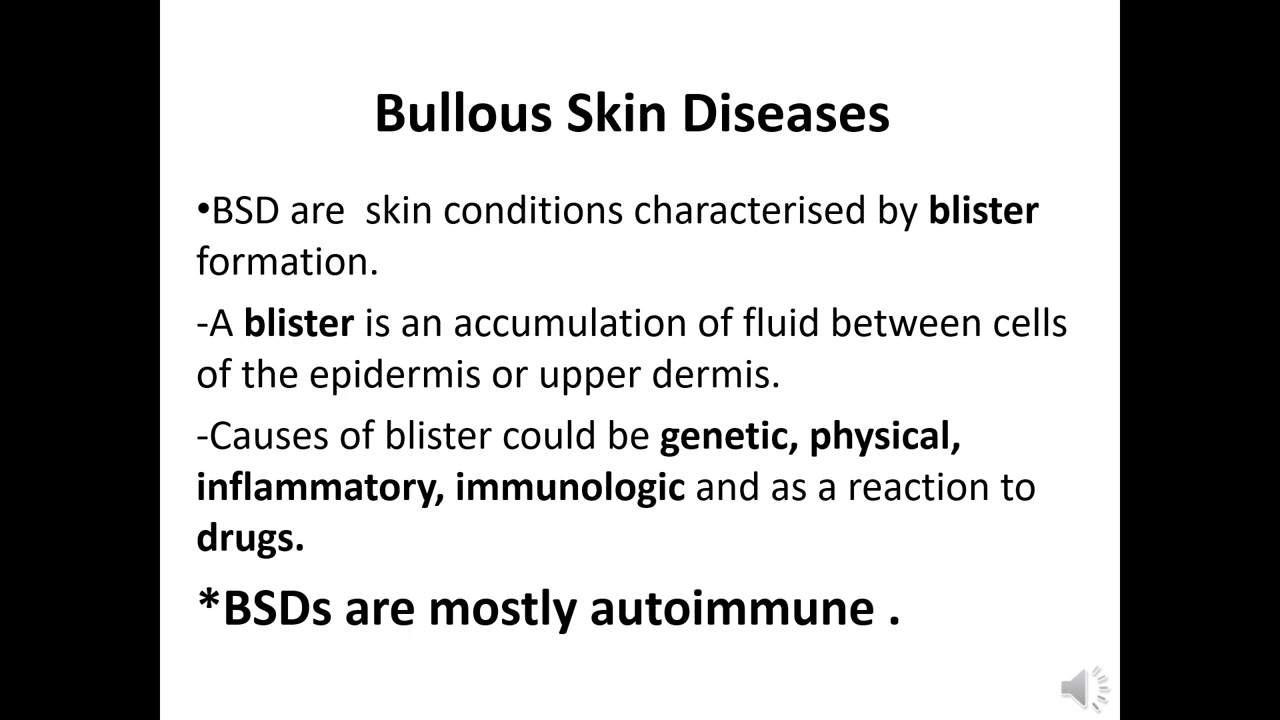 Bullous Skin Diseases
•BSD are  skin conditions characterised by blister
formation.
-A blister is an accumulation of fluid between cells
of the epidermis or upper dermis.
-Causes of blister could be genetic, physical,
inflammatory, immunologic and as a reaction to
drugs.
*BSDs are mostly autoimmune .